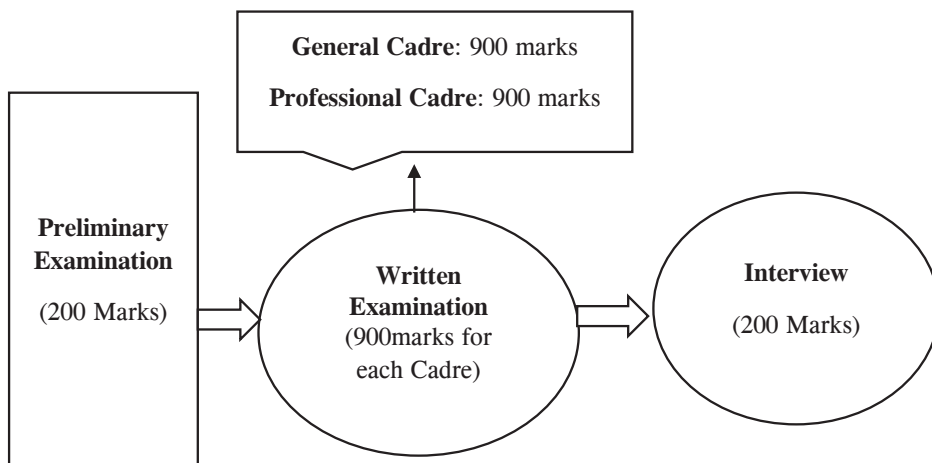 General Cadre: 900 marks
Professional Cadre: 900 marks
Preliminary
Examination
(200 Marks)
Written
Examination
(900marks for
each Cadre)
Interview
(200 Marks)